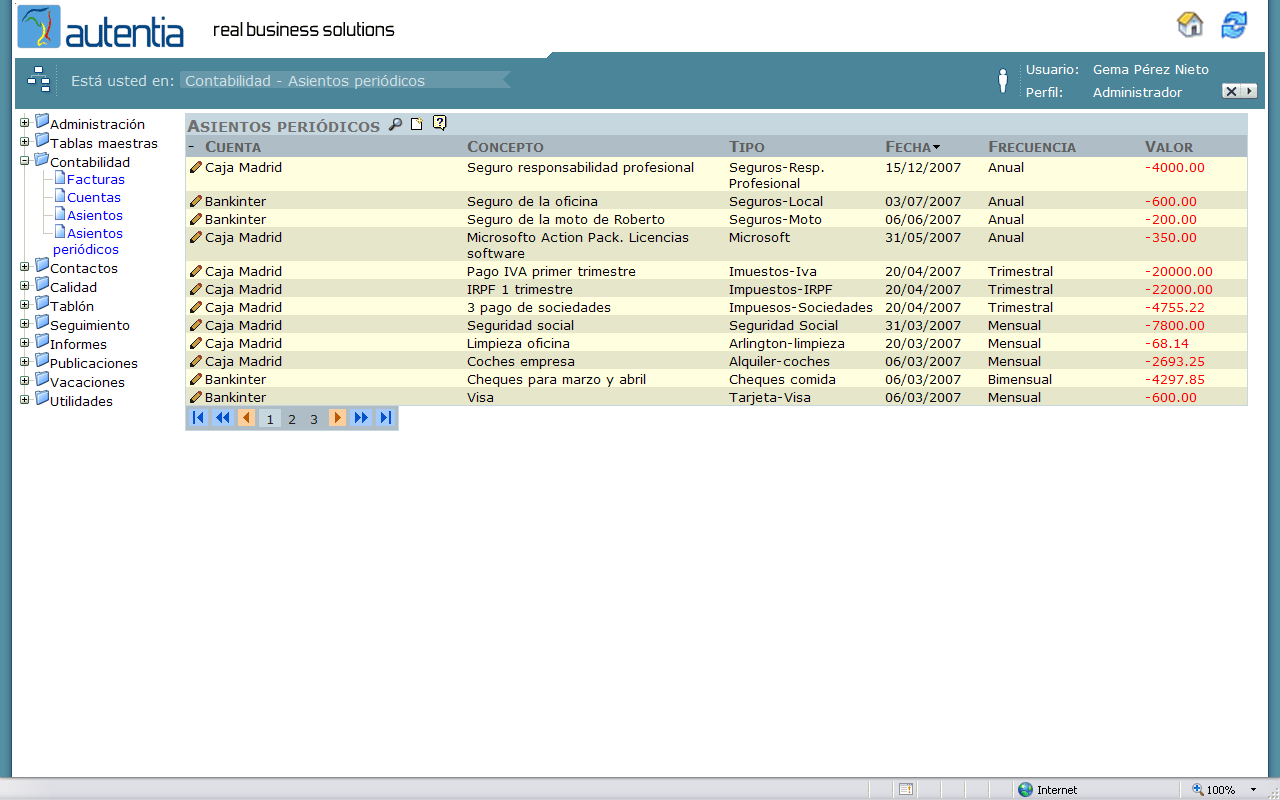 autentia real business solutions
Está usted en: Contabilidad - Asientos periódicos
Usuario: Gema Pérez Nieto
Perfil: Administrador
Administración
Tablas maestras
Contabilidad
Facturas
Cuentas
Asientos
Asientos
periódicos
Contactos
Calidad
Tablón
Seguimiento
Informes
Publicaciones
Vacaciones
Utilidades
Asientos periódicos
- Cuenta Concepto Tipo Fecha Frecuencia Valor
Caja Madrid Seguro responsabilidad profesional Seguros-Resp. 15/12/2007 Anual -4000.00
Profesional
Bankinter Seguro de la oficina Seguros-Local 03/07/2007 Anual -600.00
Bankinter Seguro de la moto de Roberto Seguros-Moto 06/06/2007 Anual -200.00
Caja Madrid Microsofto Action Pack. Licencias Microsoft 31/05/2007 Anual -350.00
software
Caja Madrid Pago IVA primer trimestre Imuestos-Iva 20/04/2007 Trimestral -20000.00
Caja Madrid IRPF 1 trimestre Impuestos-IRPF 20/04/2007 Trimestral -22000.00
Caja Madrid 3 pago de sociedades Impuesos-Sociedades 20/04/2007 Trimestral -4755.22
Caja Madrid Seguridad social Seguridad Social 31/03/2007 Mensual -7800.00
Caja Madrid Limpieza oficina Arlington-limpieza 20/03/2007 Mensual -68.14
Caja Madrid Coches empresa Alquiler-coches 06/03/2007 Mensual -2693.25
Bankinter Cheques para marzo y abril Cheques comida 06/03/2007 Bimensual -4297.85
Bankinter Visa Tarjeta-Visa 06/03/2007 Mensual -600.00
1 2 3
Internet 100%